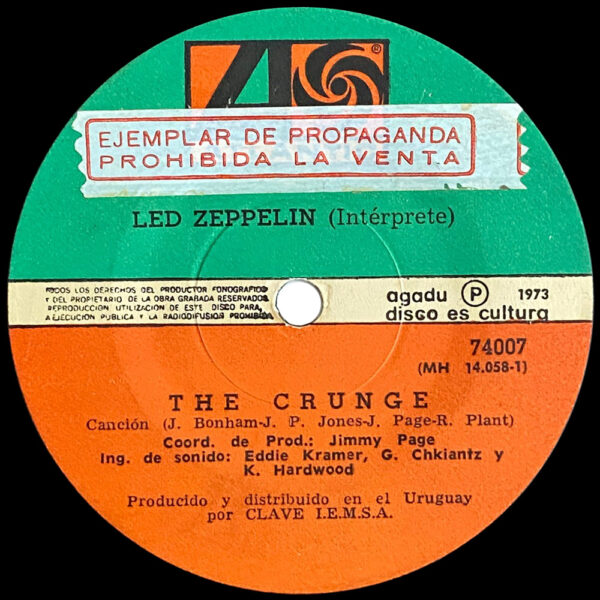 EJEMPLAR DE PROPAGANDA
PROHIBIDA LA VENTA
LED ZEPPELIN (Intérprete)
TODOS LOS DERECHOS DEL PRODUCTOR FONOGRAFICO
Y DEL PROPIETARIO DE LA OBRA GRABADA RESERVADOS
REPRODUCCION UTILIZACION DE ESTE DISCO PARA,
A EJECUCION PUBLICA Y LA RADIODIFUSION PROHIBIDA
agadu Ⓟ 1973
disco es cultura
74007
(MH 14.058-1)
THE CRUNGE
Canción (J. Bonham-J. P. Jones-J. Page-R. Plant)
Coord. de Prod.: Jimmy Page
Ing. de sonido: Eddie Kramer, G. Chkiantz y
K. Hardwood
Producido y distribuido en el Uruguay
por CLAVE I.E.M.S.A.